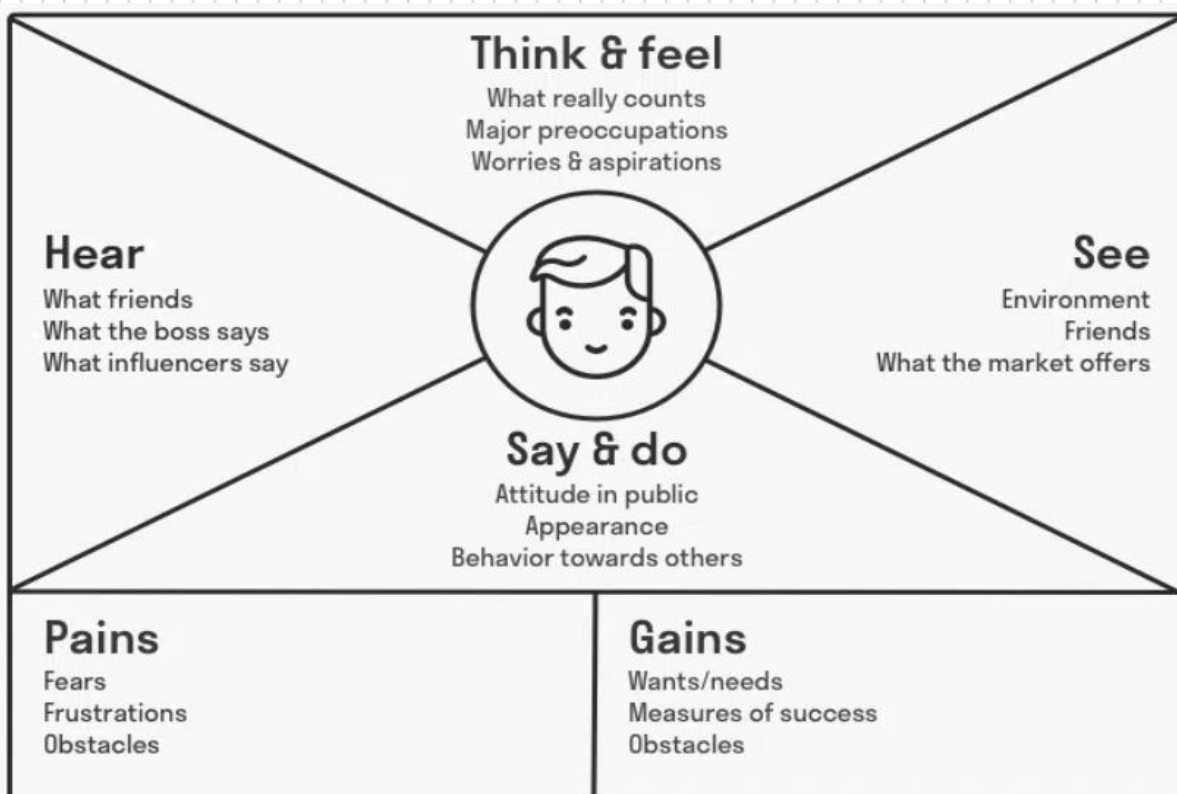 Think & feel
What really counts
Major preoccupations
Worries & aspirations
Hear
What friends
What the boss says
What influencers say
See
Environment
Friends
What the market offers
Say & do
Attitude in public
Appearance
Behavior towards others
Pains
Fears
Frustrations
Obstacles
Gains
Wants/needs
Measures of success
Obstacles